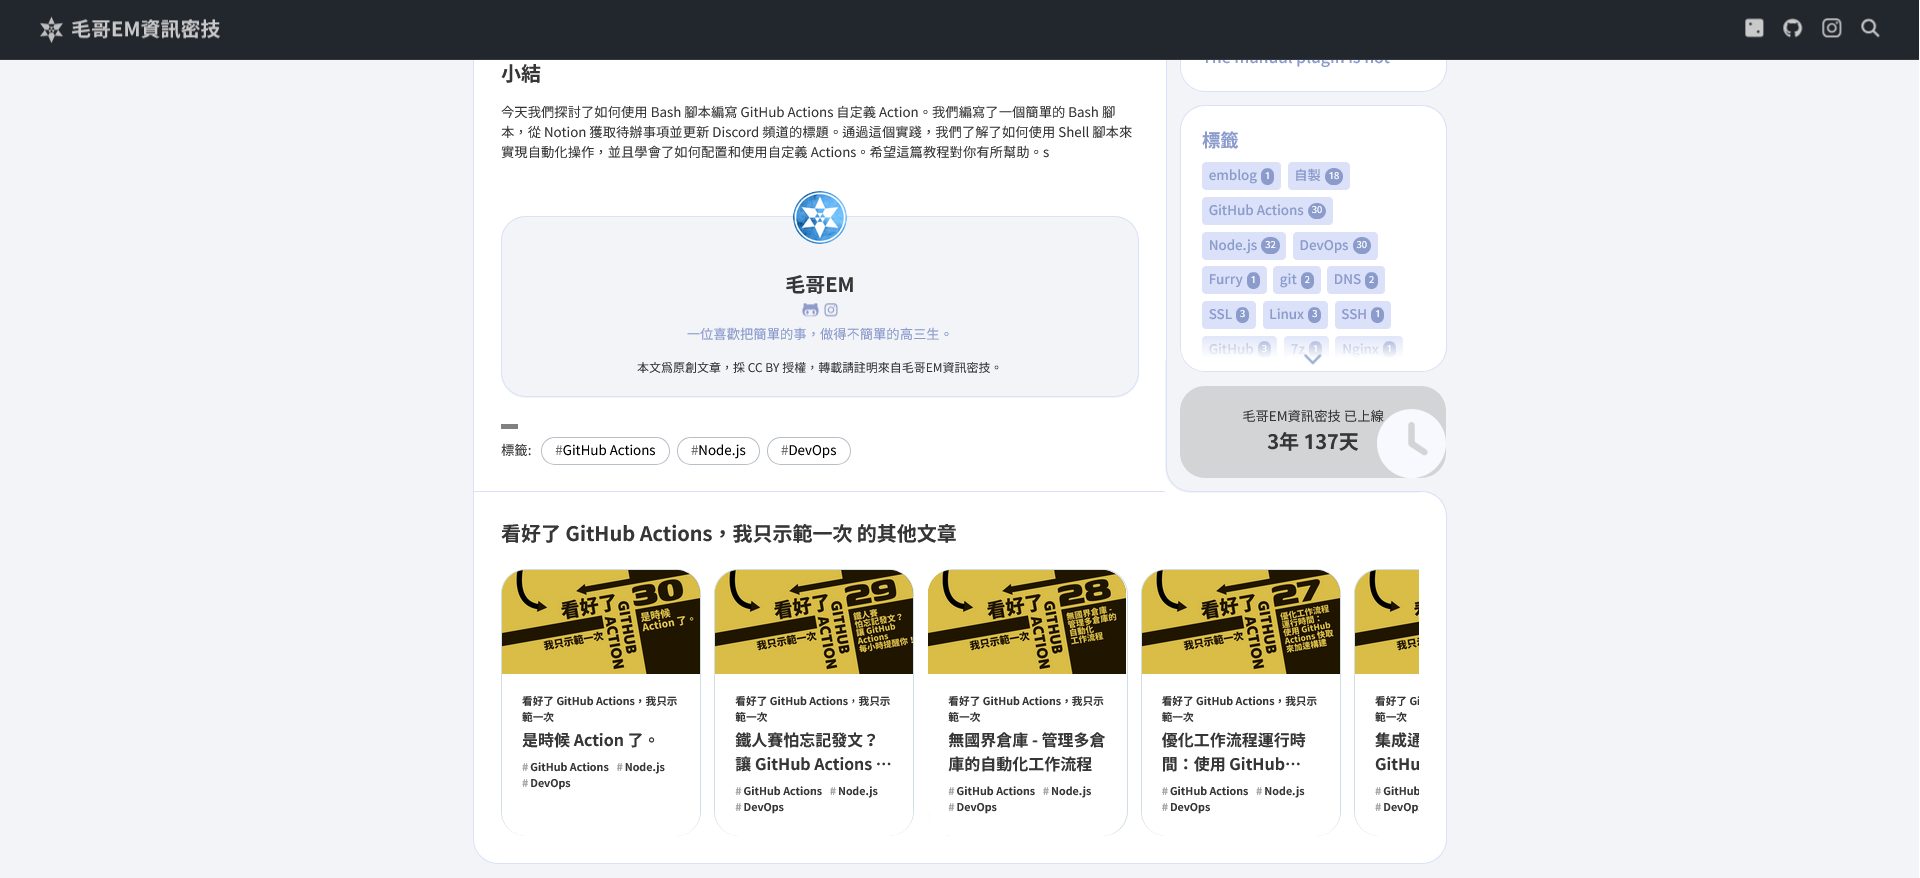 毛哥EM資訊密技
小結
今天我們探討了如何使用 Bash 腳本編寫 GitHub Actions 自定義 Action。我們編寫了一個簡單的 Bash 腳
本，從 Notion 獲取待辦事項並更新 Discord 頻道的標題。通過這個實踐，我們了解了如何使用 Shell 腳本來
實現自動化操作，並且學會了如何配置和使用自定義 Actions。希望這篇教程對你有所幫助。s
毛哥EM
一位喜歡把簡單的事，做得不簡單的高三生。
本文爲原創文章，採 CC BY 授權，轉載請註明來自毛哥EM資訊密技。
標籤: #GitHub Actions #Node.js #DevOps
The manual plugin is not
標籤
emblog 1 自製 18
GitHub Actions 30
Node.js 32 DevOps 30
Furry 1 git 2 DNS 2
SSL 3 Linux 3 SSH 1
GitHub 3 7z 1 Nginx 1
毛哥EM資訊密技 已上線
3年 137天
看好了 GitHub Actions，我只示範一次 的其他文章
30
看好了
我只示範一次
GITHUB
ACTION
是時候
Action 了。
看好了 GitHub Actions，我只示
範一次
是時候 Action 了。
# GitHub Actions # Node.js
# DevOps
29
看好了
我只示範一次
GITHUB
ACTION
鐵人賽
怕忘記發文？
讓 GitHub
Actions
每小時提醒你！
看好了 GitHub Actions，我只示
範一次
鐵人賽怕忘記發文？
讓 GitHub Actions …
# GitHub Actions # Node.js
# DevOps
28
看好了
我只示範一次
GITHUB
ACTION
無國界倉庫 -
管理多倉庫的
自動化
工作流程
看好了 GitHub Actions，我只示
範一次
無國界倉庫 - 管理多倉
庫的自動化工作流程
# GitHub Actions # Node.js
# DevOps
27
看好了
我只示範一次
GITHUB
ACTION
優化工作流程
運行時間：
使用 GitHub
Actions 快取
來加速構建
看好了 GitHub Actions，我只示
範一次
優化工作流程運行時
間：使用 GitHub…
# GitHub Actions # Node.js
# DevOps
我只示範
看好了 Gi
範一次
集成通
GitHu
# GitHub
# DevOp